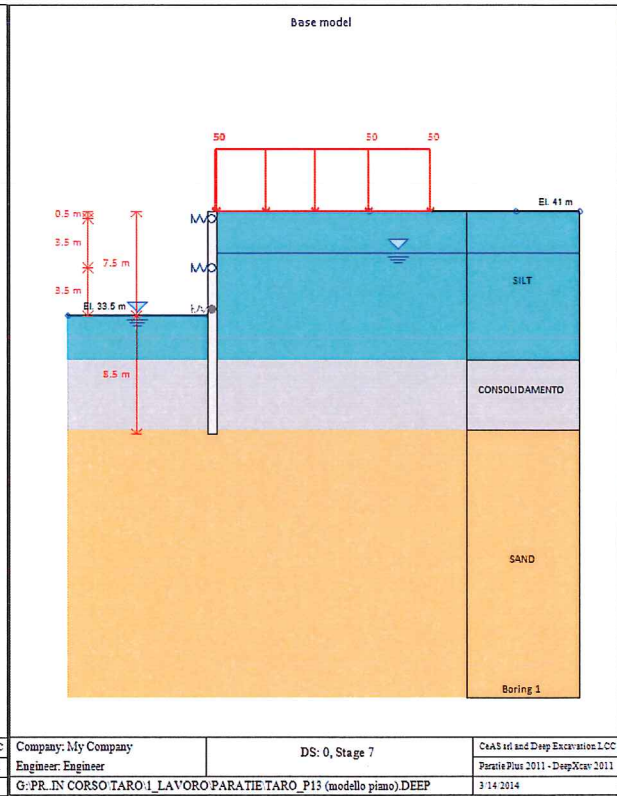 Base model
50 50 50
El. 41 m
0.5 m
3.5 m
7.5 m
3.5 m
El. 33.5 m
SILT
8.5 m
CONSOLIDAMENTO
SAND
Boring 1
Company: My Company
Engineer: Engineer
DS: 0, Stage 7
CeAS srl and Deep Excavation LCC
Paratie Plus 2011 - DeepXcav 2011
G:\PR..IN CORSO\TARO\1_LAVORO\PARATIE\TARO_P13 (modello piano).DEEP
3/14/2014